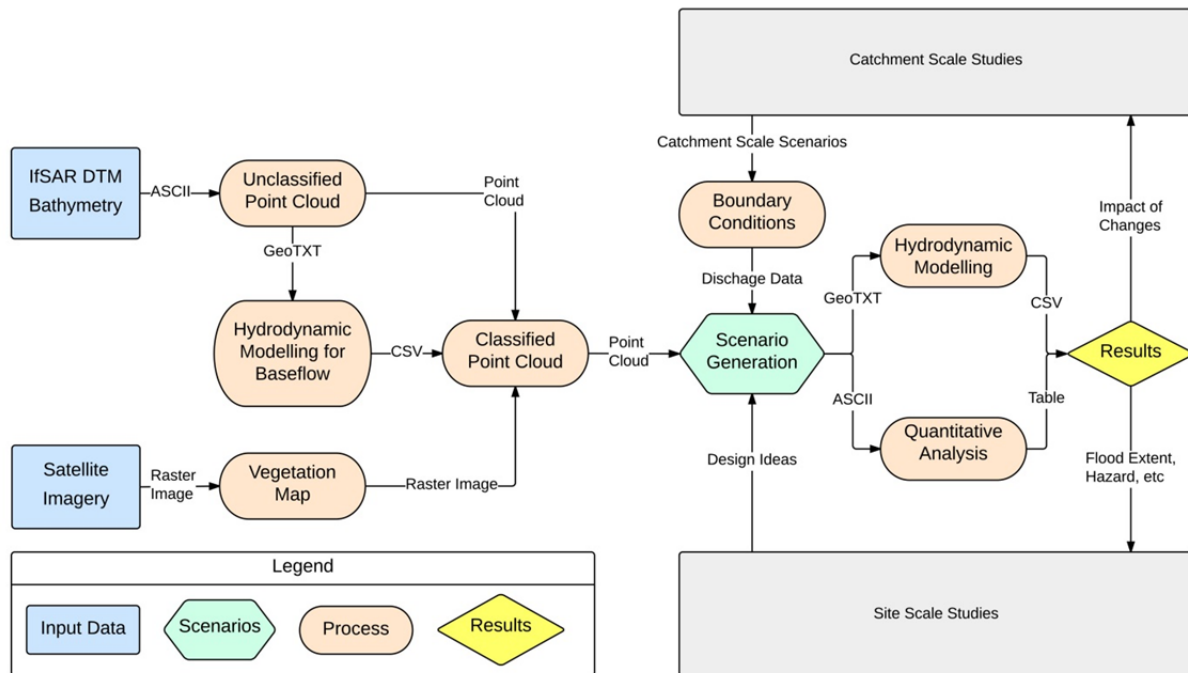 Catchment Scale Studies
Catchment Scale Scenarios
IfSAR DTM
Bathymetry
ASCII
Unclassified
Point Cloud
Point
Cloud
Boundary
Conditions
Impact of
Changes
GeoTXT
Dischage Data
Hydrodynamic
Modelling
GeoTXT
CSV
Hydrodynamic
Modelling for
Baseflow
CSV
Classified
Point Cloud
Point
Cloud
Scenario
Generation
Results
ASCII
Table
Satellite
Imagery
Raster
Image
Vegetation
Map
Raster Image
Design Ideas
Quantitative
Analysis
Flood Extent,
Hazard, etc
Legend
Input Data
Scenarios
Process
Results
Site Scale Studies